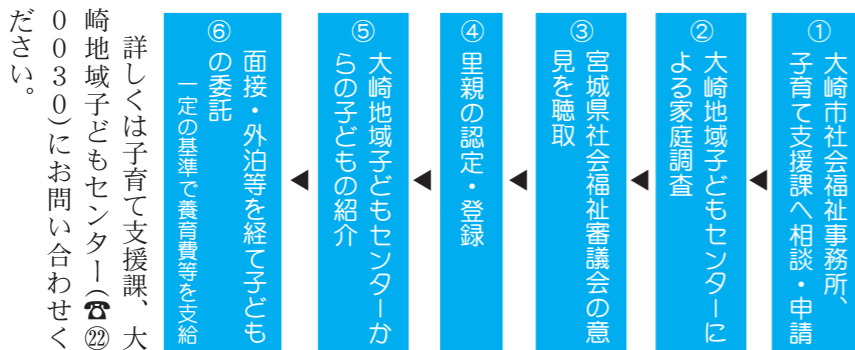 ①
大崎市社会福祉事務所、
子育て支援課へ相談・申請
▼
②
大崎地域子どもセンターに
よる家庭調査
▼
③
宮城県社会福祉審議会の意
見を聴取
▼
④
里親の認定・登録
▼
⑤
大崎地域子どもセンターか
らの子どもの紹介
▼
⑥
面接・外泊等を経て子ども
の委託
一定の基準で養育費等を支給
詳しくは子育て支援課、大
崎地域子どもセンター(☎㉒
0030)にお問い合わせく
ださい。